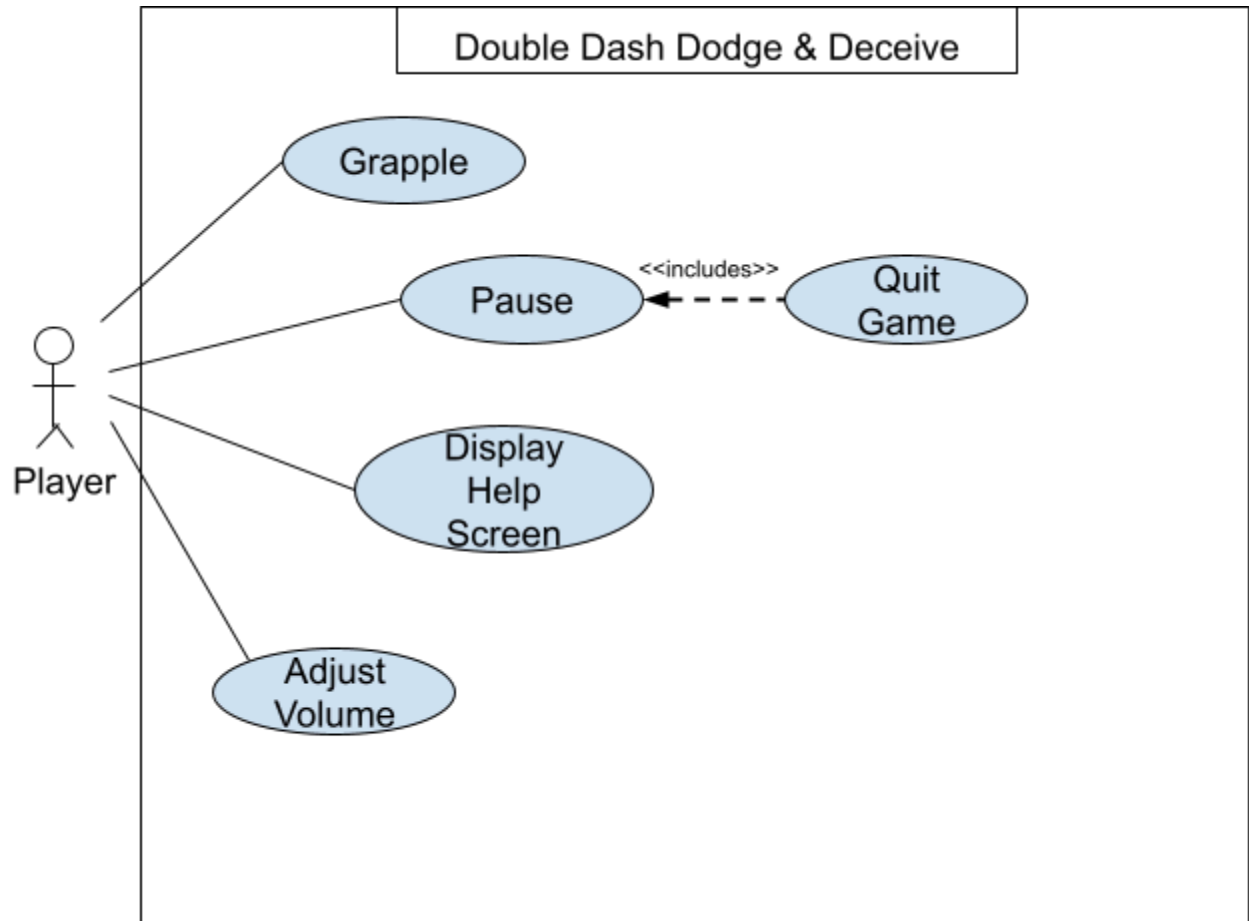 Double Dash Dodge & Deceive
Grapple
<<includes>>
Pause
Quit
Game
Player
Display
Help
Screen
Adjust
Volume